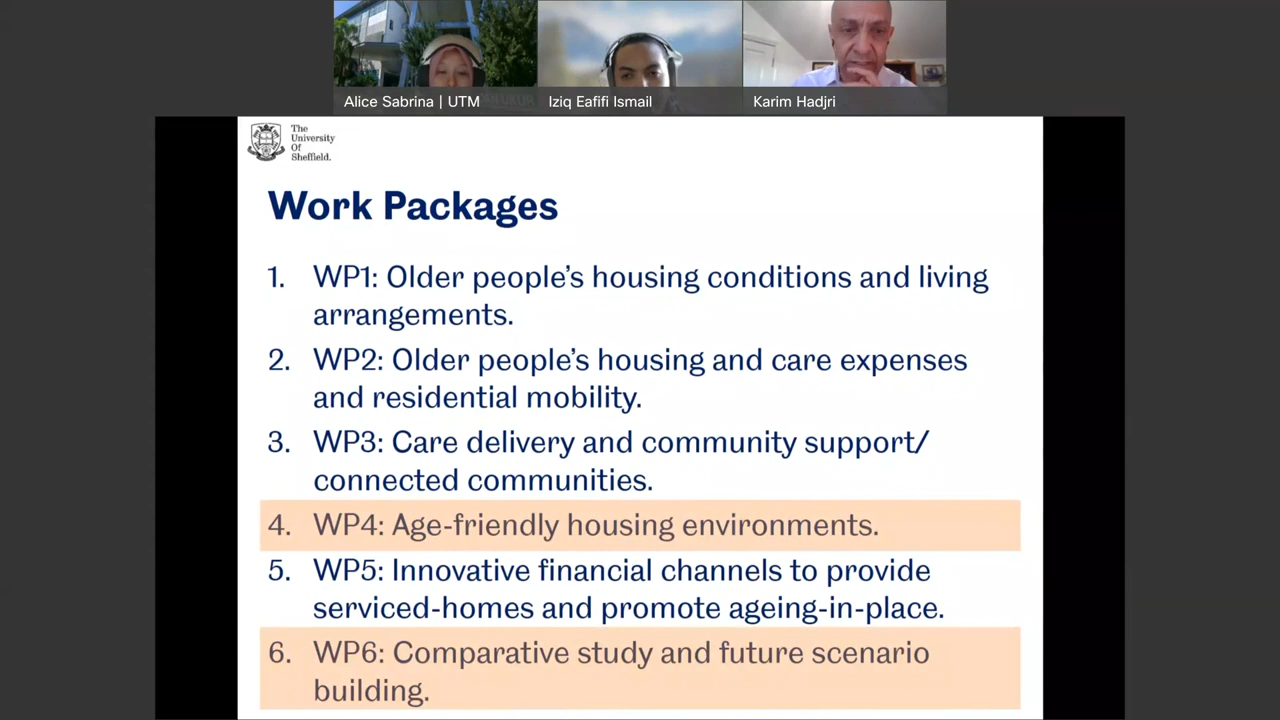 Alice Sabrina | UTM
Iziq Eafifi Ismail
Karim Hadjri
The
University
Of
Sheffield.
Work Packages
1. WP1: Older people's housing conditions and living
arrangements.
2. WP2: Older people's housing and care expenses
and residential mobility.
3. WP3: Care delivery and community support/
connected communities.
4. WP4: Age-friendly housing environments.
5. WP5: Innovative financial channels to provide
serviced-homes and promote ageing-in-place.
6. WP6: Comparative study and future scenario
building.